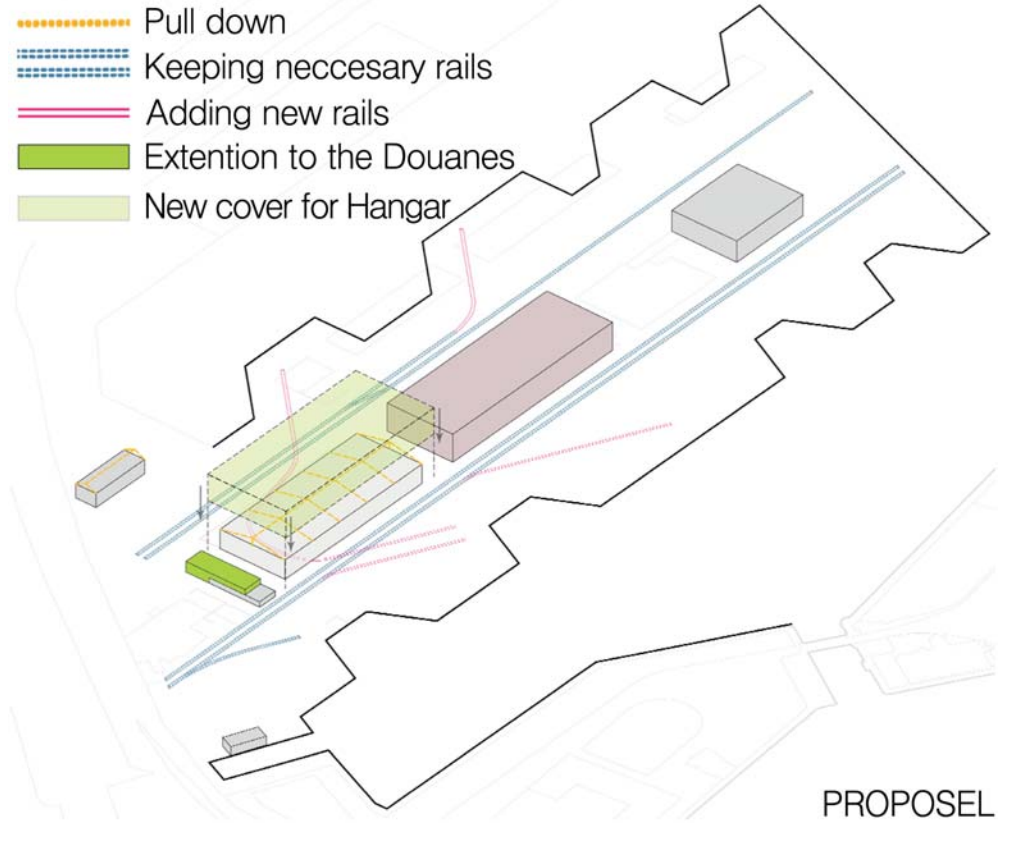 Pull down
Keeping neccesary rails
Adding new rails
Extention to the Douanes
New cover for Hangar
PROPOSEL